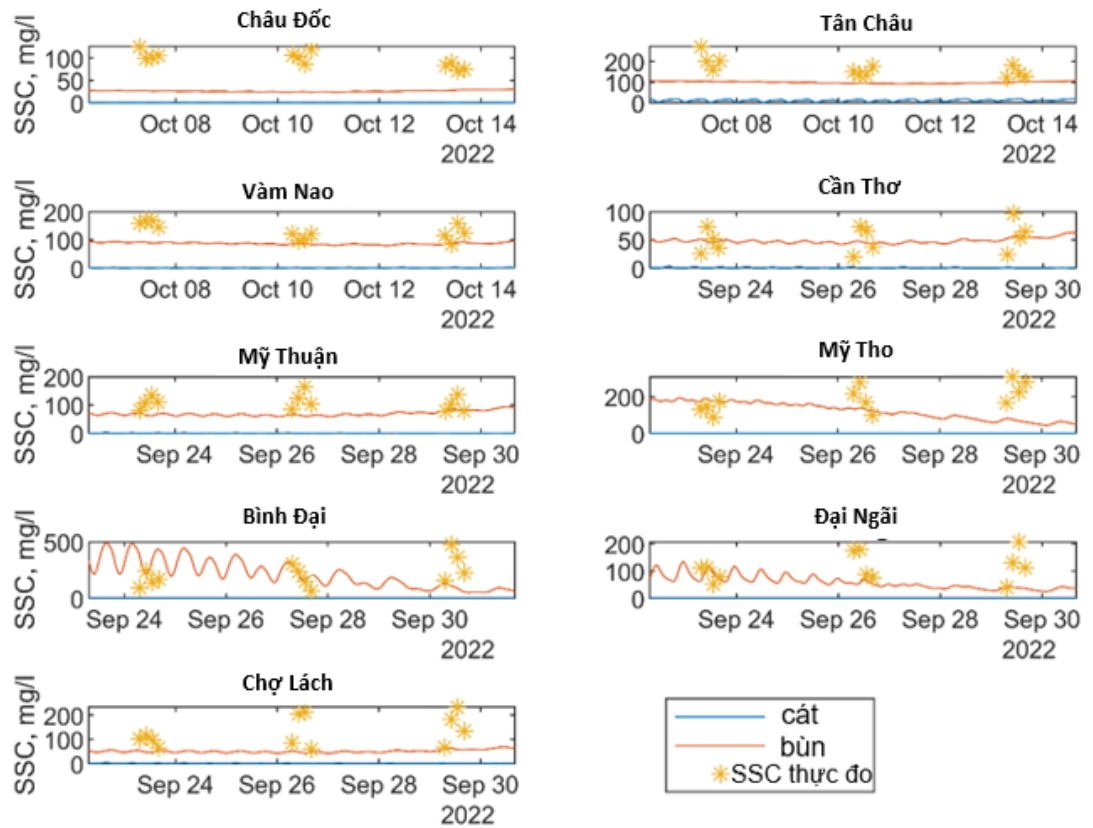 Châu Đốc
SSC, mg/l
100
50
0
Oct 08 Oct 10 Oct 12 Oct 14
2022
Tân Châu
200
100
0
Oct 08 Oct 10 Oct 12 Oct 14
2022
Vàm Nao
SSC, mg/l
200
100
0
Oct 08 Oct 10 Oct 12 Oct 14
2022
Cần Thơ
100
50
0
Sep 24 Sep 26 Sep 28 Sep 30
2022
Mỹ Thuận
SSC, mg/l
200
100
0
Sep 24 Sep 26 Sep 28 Sep 30
2022
Mỹ Tho
200
0
Sep 24 Sep 26 Sep 28 Sep 30
2022
Bình Đại
SSC, mg/l
500
0
Sep 24 Sep 26 Sep 28 Sep 30
2022
Đại Ngãi
200
100
0
Sep 24 Sep 26 Sep 28 Sep 30
2022
Chợ Lách
SSC, mg/l
200
100
0
Sep 24 Sep 26 Sep 28 Sep 30
2022
cát
bùn
SSC thực đo